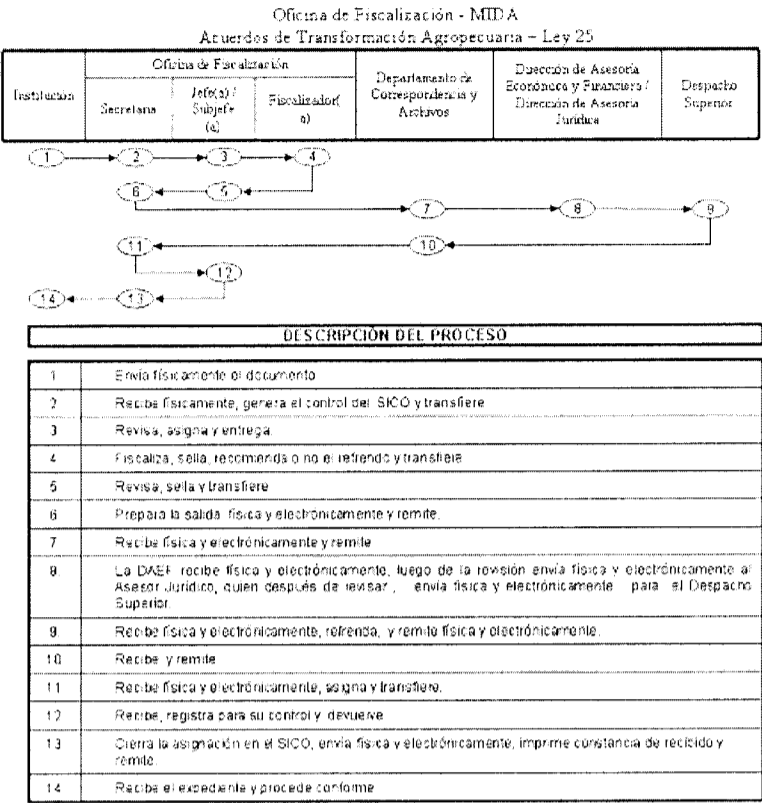 Oficina de Fiscalización - MIDA
Acuerdos de Transformación Agropecuaria – Ley 25
Institución
Oficina de Fiscalización
Secretaria
Jefe(a) /
Subjefe
(a)
Fiscalizador(
a)
Departamento de
Correspondencia y
Archivos
Dirección de Asesoría
Económica y Financiera /
Dirección de Asesoría
Jurídica
Despacho
Superior
1 2 3 4
6 5
7 8 9
11 10
12
14 13
DESCRIPCIÓN DEL PROCESO
1 Envía físicamente el documento
2 Recibe físicamente, genera el control del SICO y transfiere
3 Revisa, asigna y entrega.
4 Fiscaliza, sella, recomienda o no el refrendo y transfiere
5 Revisa, sella y transfiere
6 Prepara la salida física y electrónicamente y remite.
7 Recibe física y electrónicamente y remite
8. La DAEF recibe física y electrónicamente, luego de la revisión envía física y electrónicamente al
Asesor Jurídico, quien después de revisar, envía física y electrónicamente para el Despacho
Superior.
9. Recibe física y electrónicamente, refrenda, y remite física y electrónicamente.
10 Recibe y remite
11 Recibe física y electrónicamente, asigna y transfiere.
12 Recibe, registra para su control y devuelve
13 Cierra la asignación en el SICO, envía física y electrónicamente, imprime constancia de recibido y
remite.
14 Recibe el expediente y procede conforme